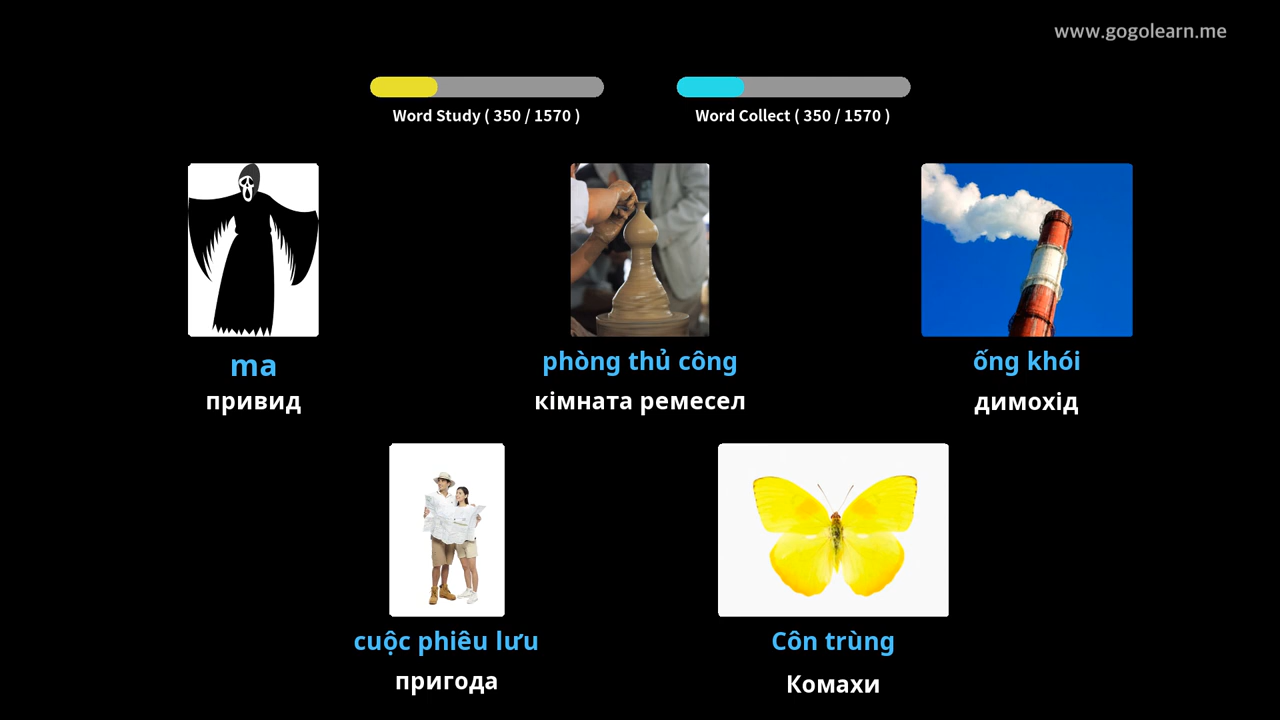 www.gogolearn.me
Word Study ( 350 / 1570 )
Word Collect ( 350 / 1570 )
ma
привид
phòng thủ công
кімната ремесел
ống khói
димохід
cuộc phiêu lưu
пригода
Côn trùng
Комахи